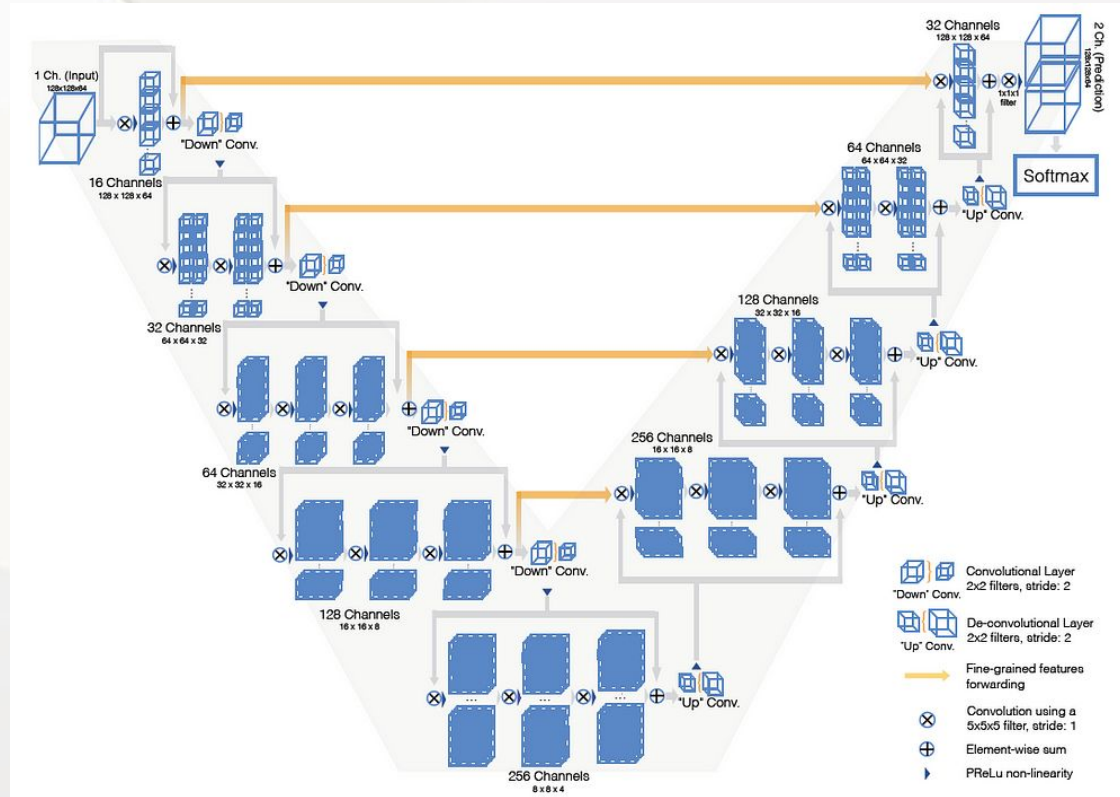 1 Ch. (Input)
128x128x64
"Down" Conv.
16 Channels
128 x 128 x 64
"Down" Conv.
32 Channels
64 x 64 x 32
"Down" Conv.
64 Channels
32 x 32 x 16
"Down" Conv.
128 Channels
16 x 16 x 8
256 Channels
8 x 8 x 4
"Up" Conv.
256 Channels
16 x 16 x 8
"Up" Conv.
128 Channels
32 x 32 x 16
"Up" Conv.
64 Channels
64 x 64 x 32
"Up" Conv.
32 Channels
128 x 128 x 64
1x1x1
filter
2 Ch. (Prediction)
128x128x64
Softmax
"Down" Conv.
Convolutional Layer
2x2 filters, stride: 2
"Up" Conv.
De-convolutional Layer
2x2 filters, stride: 2
Fine-grained features
forwarding
Convolution using a
5x5x5 filter, stride: 1
Element-wise sum
PReLu non-linearity